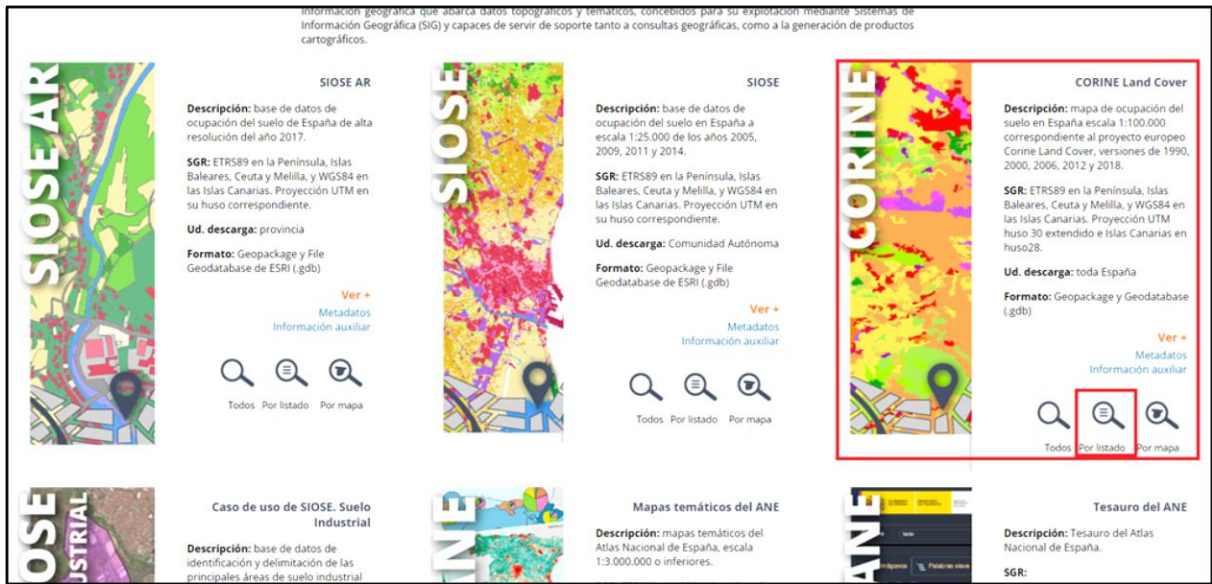 Información geográfica que abarca datos topográficos y temáticos, concebidos para su explotación mediante Sistemas de
Información Geográfica (SIG) y capaces de servir de soporte tanto a consultas geográficas, como a la generación de productos
cartográficos.
SIOSE AR
SIOSE AR
Descripción: base de datos de
ocupación del suelo de España de alta
resolución del año 2017.
SGR: ETRS89 en la Península, Islas
Baleares, Ceuta y Melilla, y WGS84 en
las Islas Canarias. Proyección UTM en
su huso correspondiente.
Ud. descarga: provincia
Formato: Geopackage y File
Geodatabase de ESRI (.gdb)
Ver +
Metadatos
Información auxiliar
Todos Por listado Por mapa
SIOSE
SIOSE
Descripción: base de datos de
ocupación del suelo en España a
escala 1:25.000 de los años 2005,
2009, 2011 y 2014.
SGR: ETRS89 en la Península, Islas
Baleares, Ceuta y Melilla, y WGS84 en
las Islas Canarias. Proyección UTM en
su huso correspondiente.
Ud. descarga: Comunidad Autónoma
Formato: Geopackage y File
Geodatabase de ESRI (.gdb)
Ver +
Metadatos
Información auxiliar
Todos Por listado Por mapa
CORINE
CORINE Land Cover
Descripción: mapa de ocupación del
suelo en España escala 1:100.000
correspondiente al proyecto europeo
Corine Land Cover, versiones de 1990,
2000, 2006, 2012 y 2018.
SGR: ETRS89 en la Península, Islas
Baleares, Ceuta y Melilla, y WGS84 en
las Islas Canarias. Proyección UTM
huso 30 extendido e Islas Canarias en
huso28.
Ud. descarga: toda España
Formato: Geopackage y Geodatabase
(.gdb)
Ver +
Metadatos
Información auxiliar
Todos Por listado Por mapa
OSE
USTRIAL
Caso de uso de SIOSE. Suelo
Industrial
Descripción: base de datos de
identificación y delimitación de las
principales áreas de suelo industrial
ANE
Mapas temáticos del ANE
Descripción: mapas temáticos del
Atlas Nacional de España, escala
1:3.000.000 o inferiores.
ANE
Palabras clave
Tesauro del ANE
Descripción: Tesauro del Atlas
Nacional de España.
SGR: